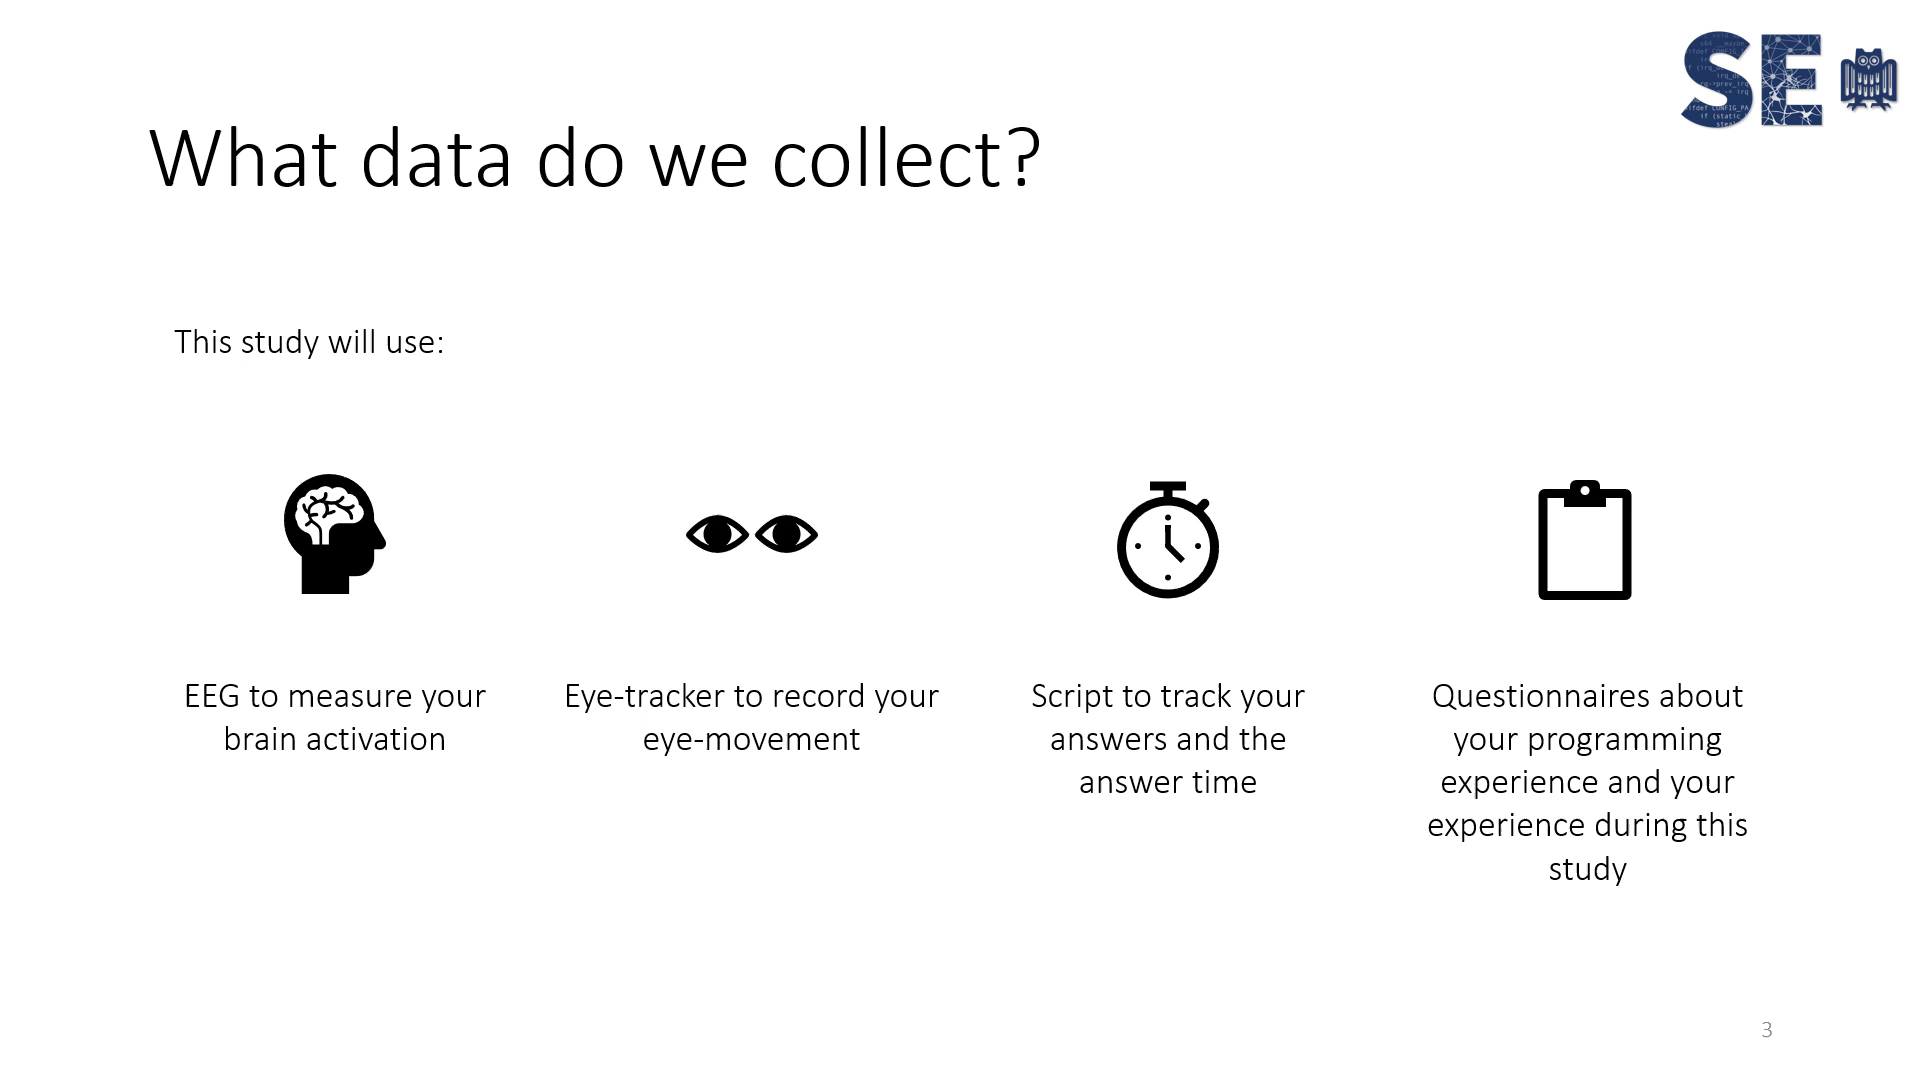 SE
What data do we collect?
This study will use:
EEG to measure your
brain activation
Eye-tracker to record your
eye-movement
Script to track your
answers and the
answer time
Questionnaires about
your programming
experience and your
experience during this
study
3